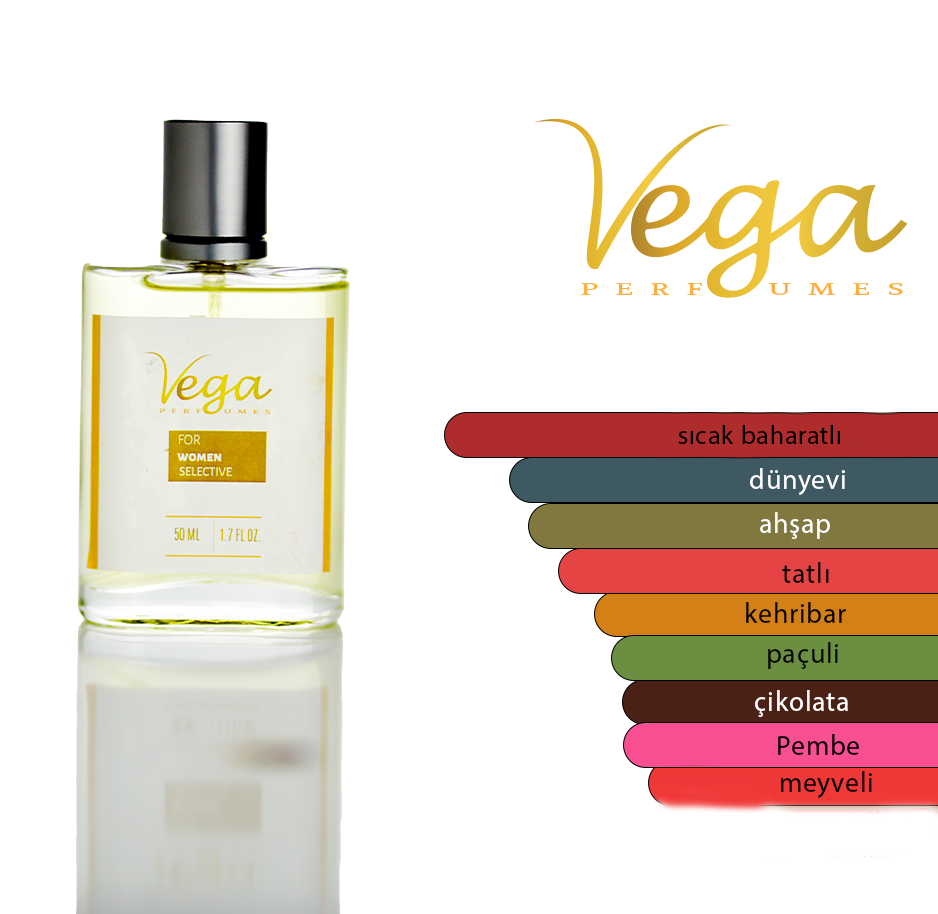 Vega
PERFUMES
Vega
PERFUMES
FOR
WOMEN
SELECTIVE
50 ML
1.7 FL OZ.
sıcak baharatlı
dünyevi
ahşap
tatlı
kehribar
paçuli
çikolata
Pembe
meyveli